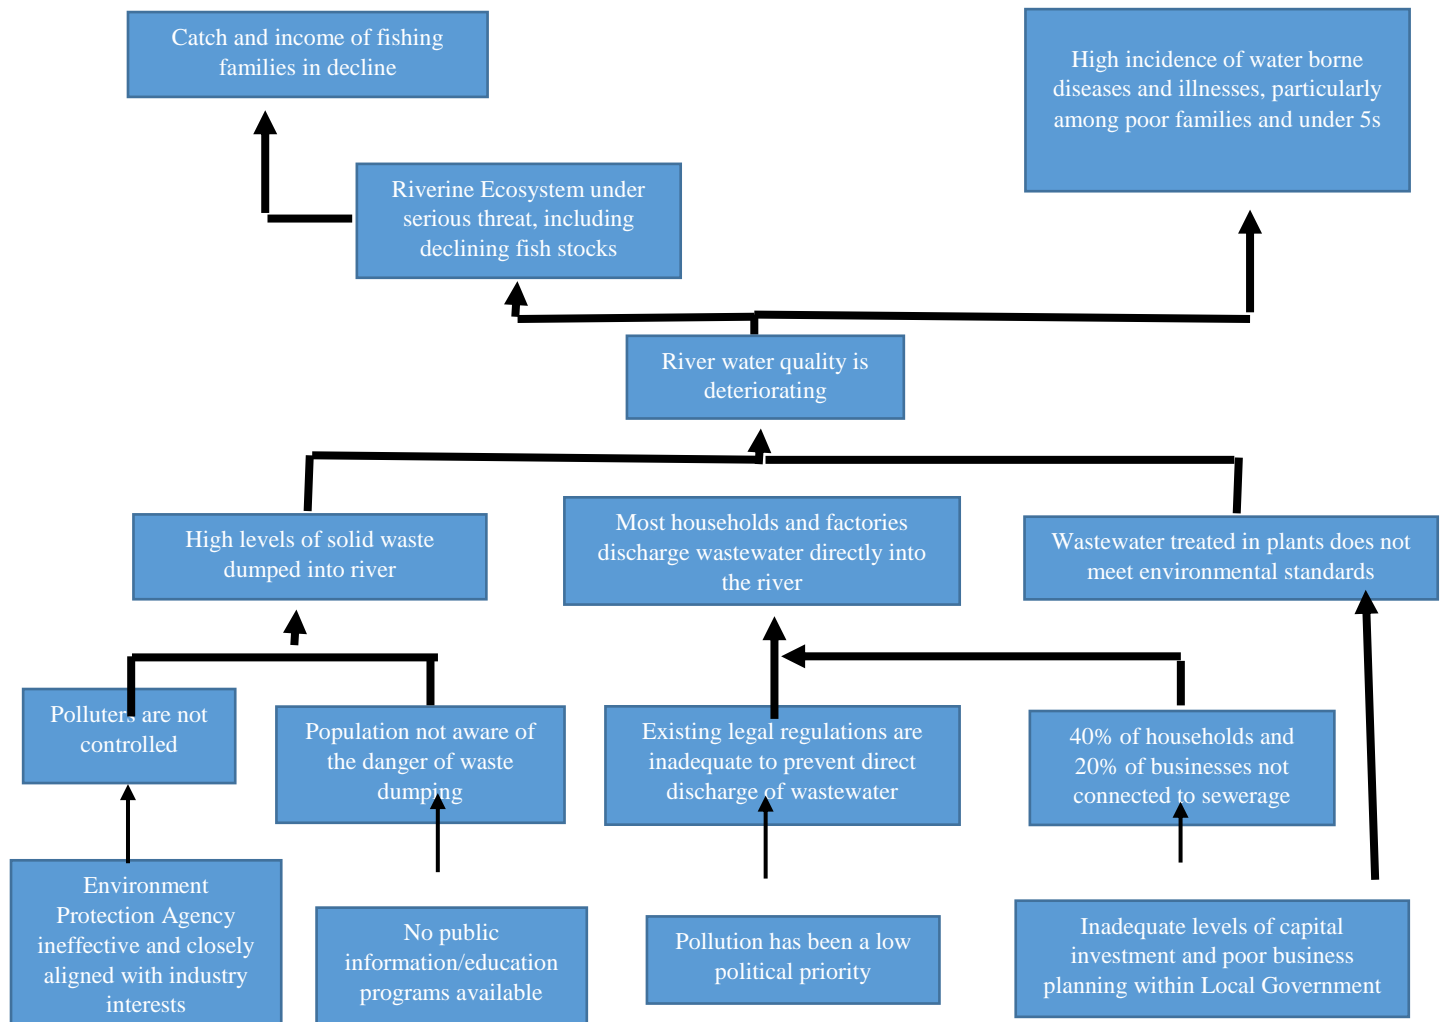 Catch and income of fishing
families in decline
High incidence of water borne
diseases and illnesses, particularly
among poor families and under 5s
Riverine Ecosystem under
serious threat, including
declining fish stocks
River water quality is
deteriorating
High levels of solid waste
dumped into river
Most households and factories
discharge wastewater directly into
the river
Wastewater treated in plants does not
meet environmental standards
Polluters are not
controlled
Population not aware of
the danger of waste
dumping
Existing legal regulations are
inadequate to prevent direct
discharge of wastewater
40% of households and
20% of businesses not
connected to sewerage
Environment
Protection Agency
ineffective and closely
aligned with industry
interests
No public
information/education
programs available
Pollution has been a low
political priority
Inadequate levels of capital
investment and poor business
planning within Local Government